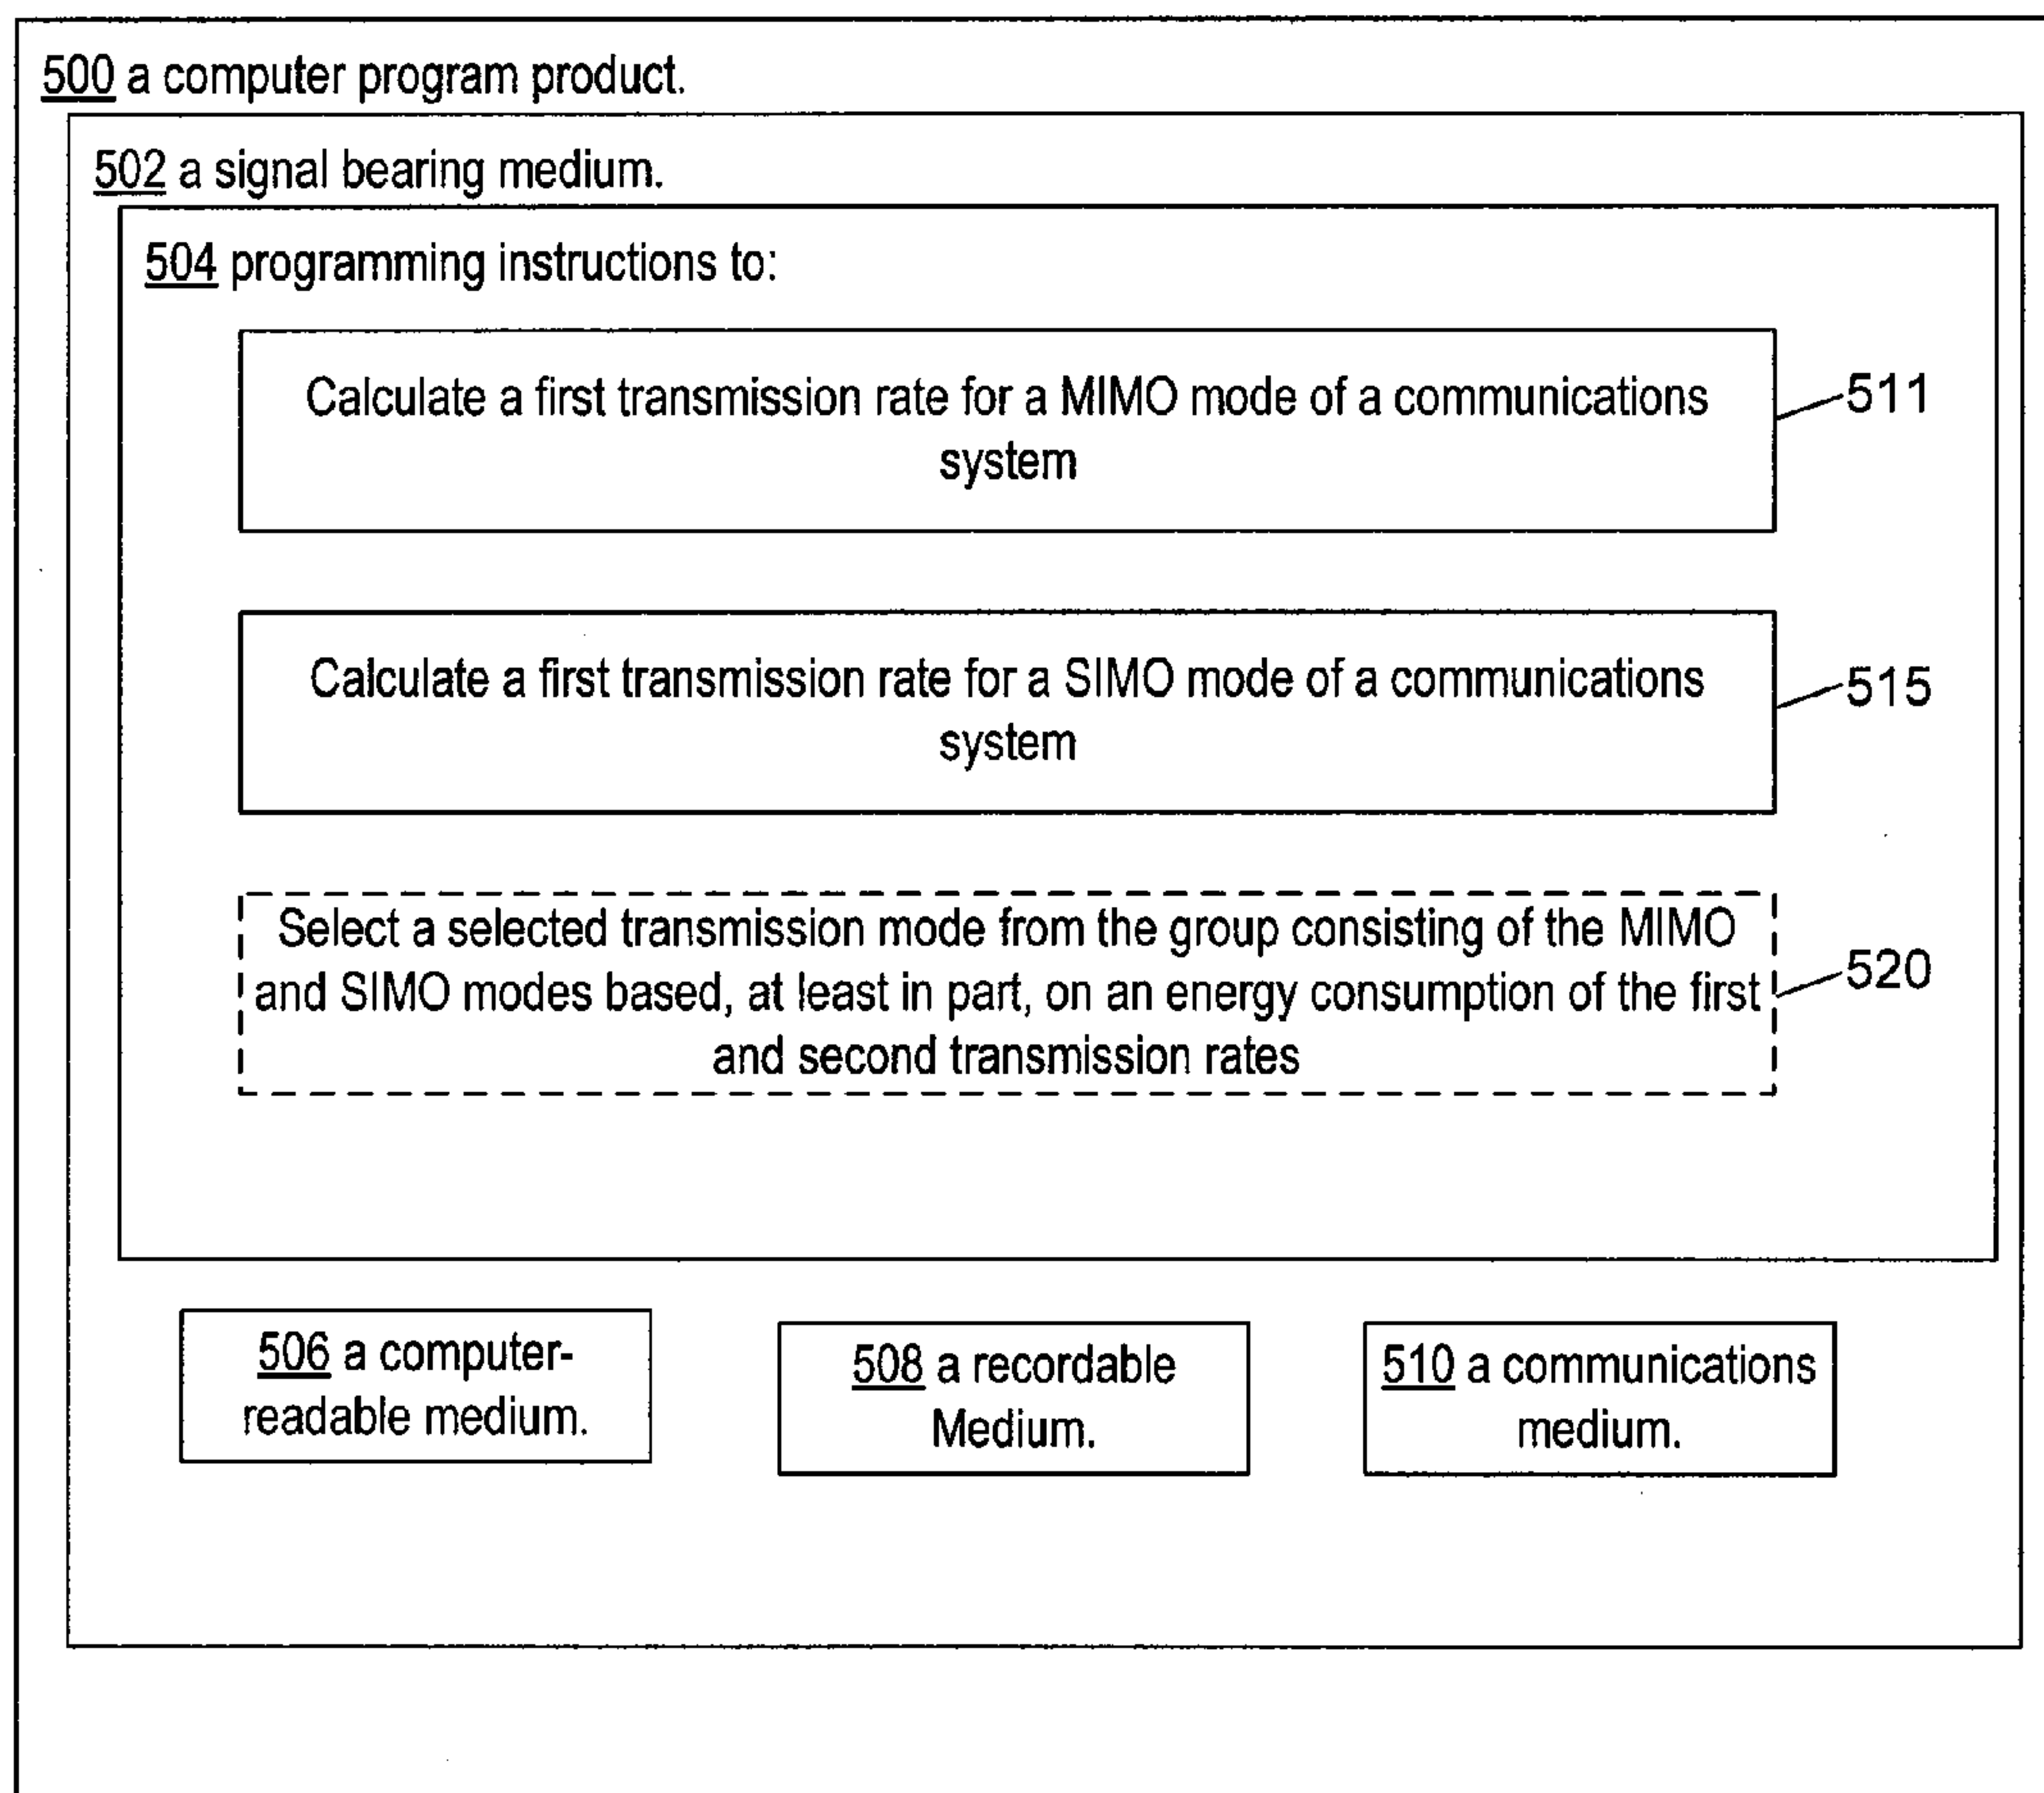 500 a computer program product.
502 a signal bearing medium.
504 programming instructions to:
Calculate a first transmission rate for a MIMO mode of a communications
system
511
Calculate a first transmission rate for a SIMO mode of a communications
system
515
Select a selected transmission mode from the group consisting of the MIMO
and SIMO modes based, at least in part, on an energy consumption of the first
and second transmission rates
520
506 a computer-
readable medium.
508 a recordable
Medium.
510 a communications
medium.